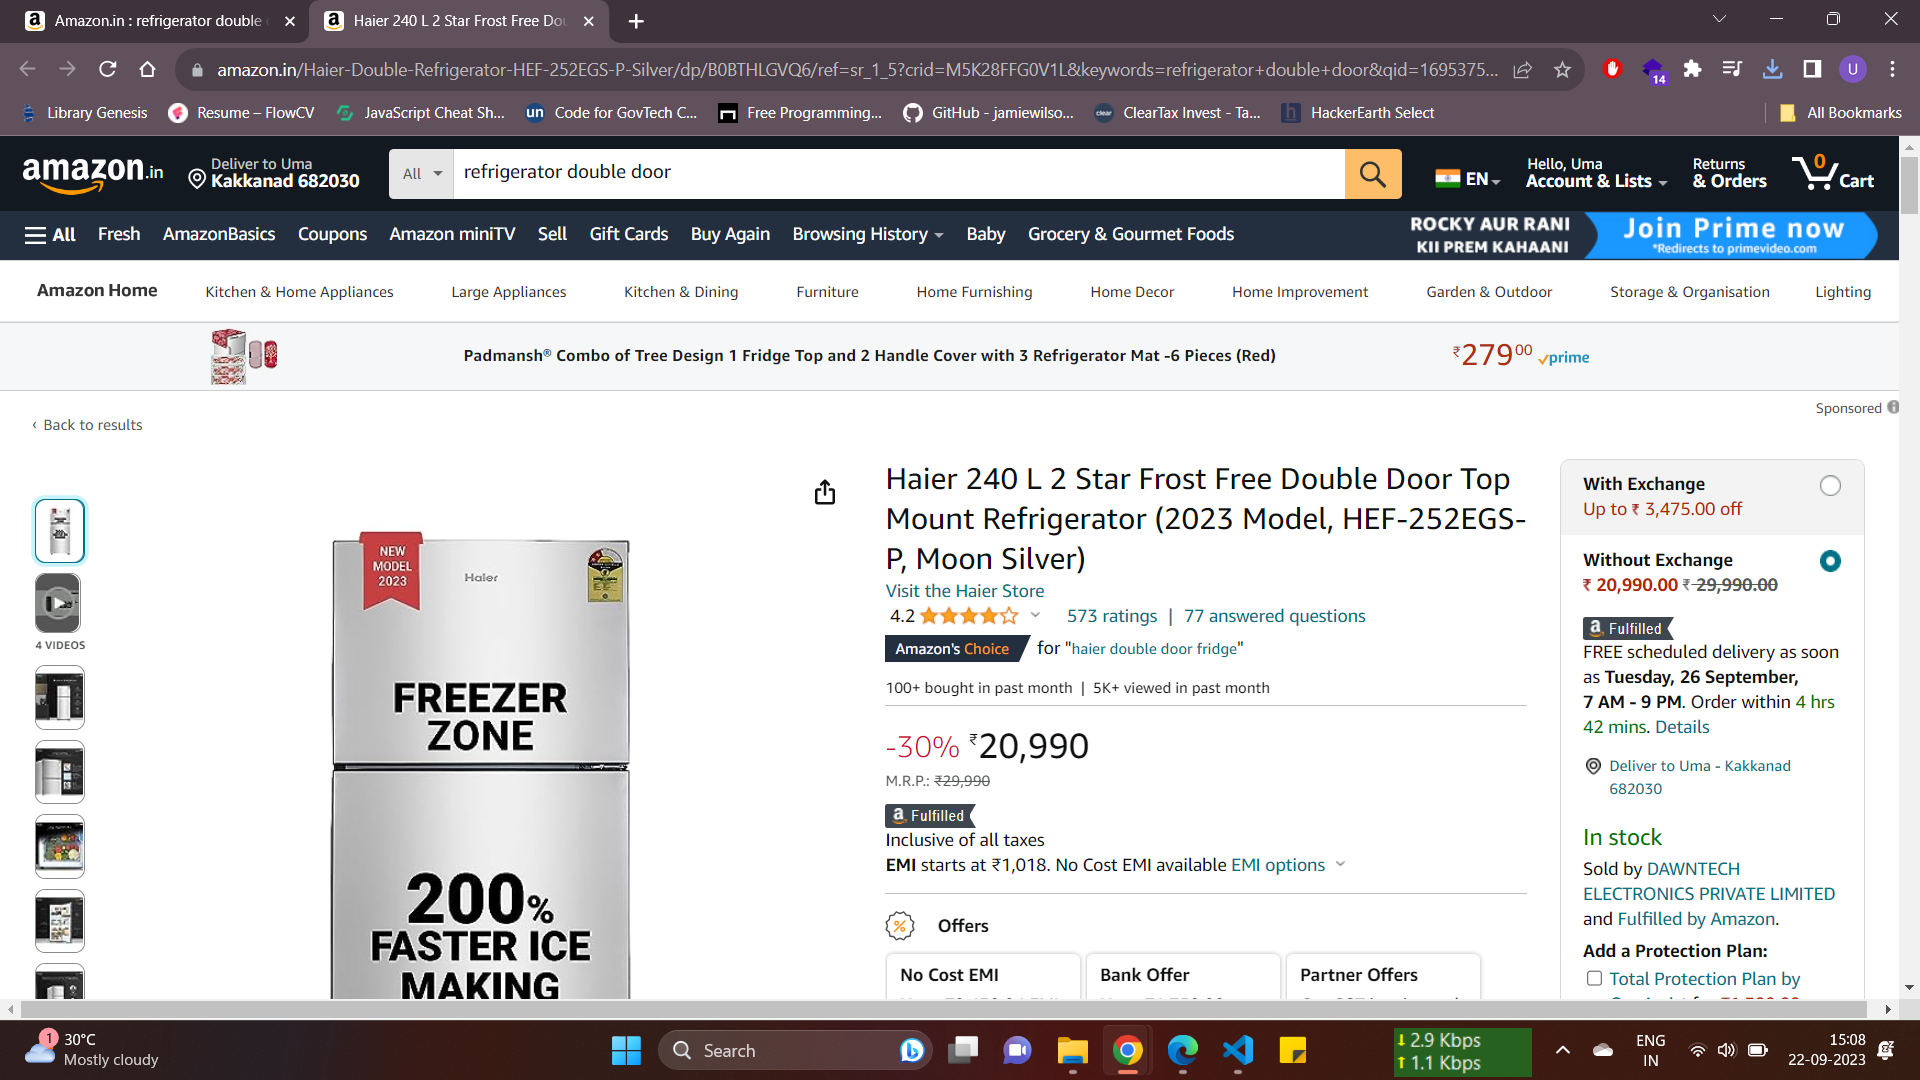 Amazon.in : refrigerator double
Haier 240 L 2 Star Frost Free Dou
amazon.in/Haier-Double-Refrigerator-HEF-252EGS-P-Silver/dp/B0BTHLGVQ6/ref=sr_1_5?crid=M5K28FFG0V1L&keywords=refrigerator+double+door&qid=1695375...
14
U
Library Genesis
Resume – FlowCV
JavaScript Cheat Sh...
un Code for GovTech C...
Free Programming...
GitHub - jamiewilso...
clear ClearTax Invest - Ta...
h HackerEarth Select
All Bookmarks
amazon.in
Deliver to Uma
Kakkanad 682030
All
refrigerator double door
EN
Hello, Uma
Account & Lists
Returns
& Orders
0
Cart
All
Fresh
AmazonBasics
Coupons
Amazon miniTV
Sell
Gift Cards
Buy Again
Browsing History
Baby
Grocery & Gourmet Foods
ROCKY AUR RANI
KII PREM KAHAANI
Join Prime now
*Redirects to primevideo.com
Amazon Home
Kitchen & Home Appliances
Large Appliances
Kitchen & Dining
Furniture
Home Furnishing
Home Decor
Home Improvement
Garden & Outdoor
Storage & Organisation
Lighting
Padmansh® Combo of Tree Design 1 Fridge Top and 2 Handle Cover with 3 Refrigerator Mat -6 Pieces (Red)
₹27900 prime
Sponsored
‹ Back to results
4 VIDEOS
NEW
MODEL
2023
Haier
FREEZER
ZONE
200%
FASTER ICE
MAKING
Haier 240 L 2 Star Frost Free Double Door Top
Mount Refrigerator (2023 Model, HEF-252EGS-
P, Moon Silver)
Visit the Haier Store
4.2
573 ratings | 77 answered questions
Amazon's Choice for "haier double door fridge"
100+ bought in past month | 5K+ viewed in past month
-30% ₹20,990
M.R.P.: ₹29,990
a Fulfilled
Inclusive of all taxes
EMI starts at ₹1,018. No Cost EMI available EMI options
% Offers
No Cost EMI
Bank Offer
Partner Offers
With Exchange
Up to ₹ 3,475.00 off
Without Exchange
₹ 20,990.00 ₹ 29,990.00
a Fulfilled
FREE scheduled delivery as soon
as Tuesday, 26 September,
7 AM - 9 PM. Order within 4 hrs
42 mins. Details
Deliver to Uma - Kakkanad
682030
In stock
Sold by DAWNTECH
ELECTRONICS PRIVATE LIMITED
and Fulfilled by Amazon.
Add a Protection Plan:
Total Protection Plan by
1
30°C
Mostly cloudy
Search
2.9 Kbps
1.1 Kbps
ENG
IN
15:08
22-09-2023